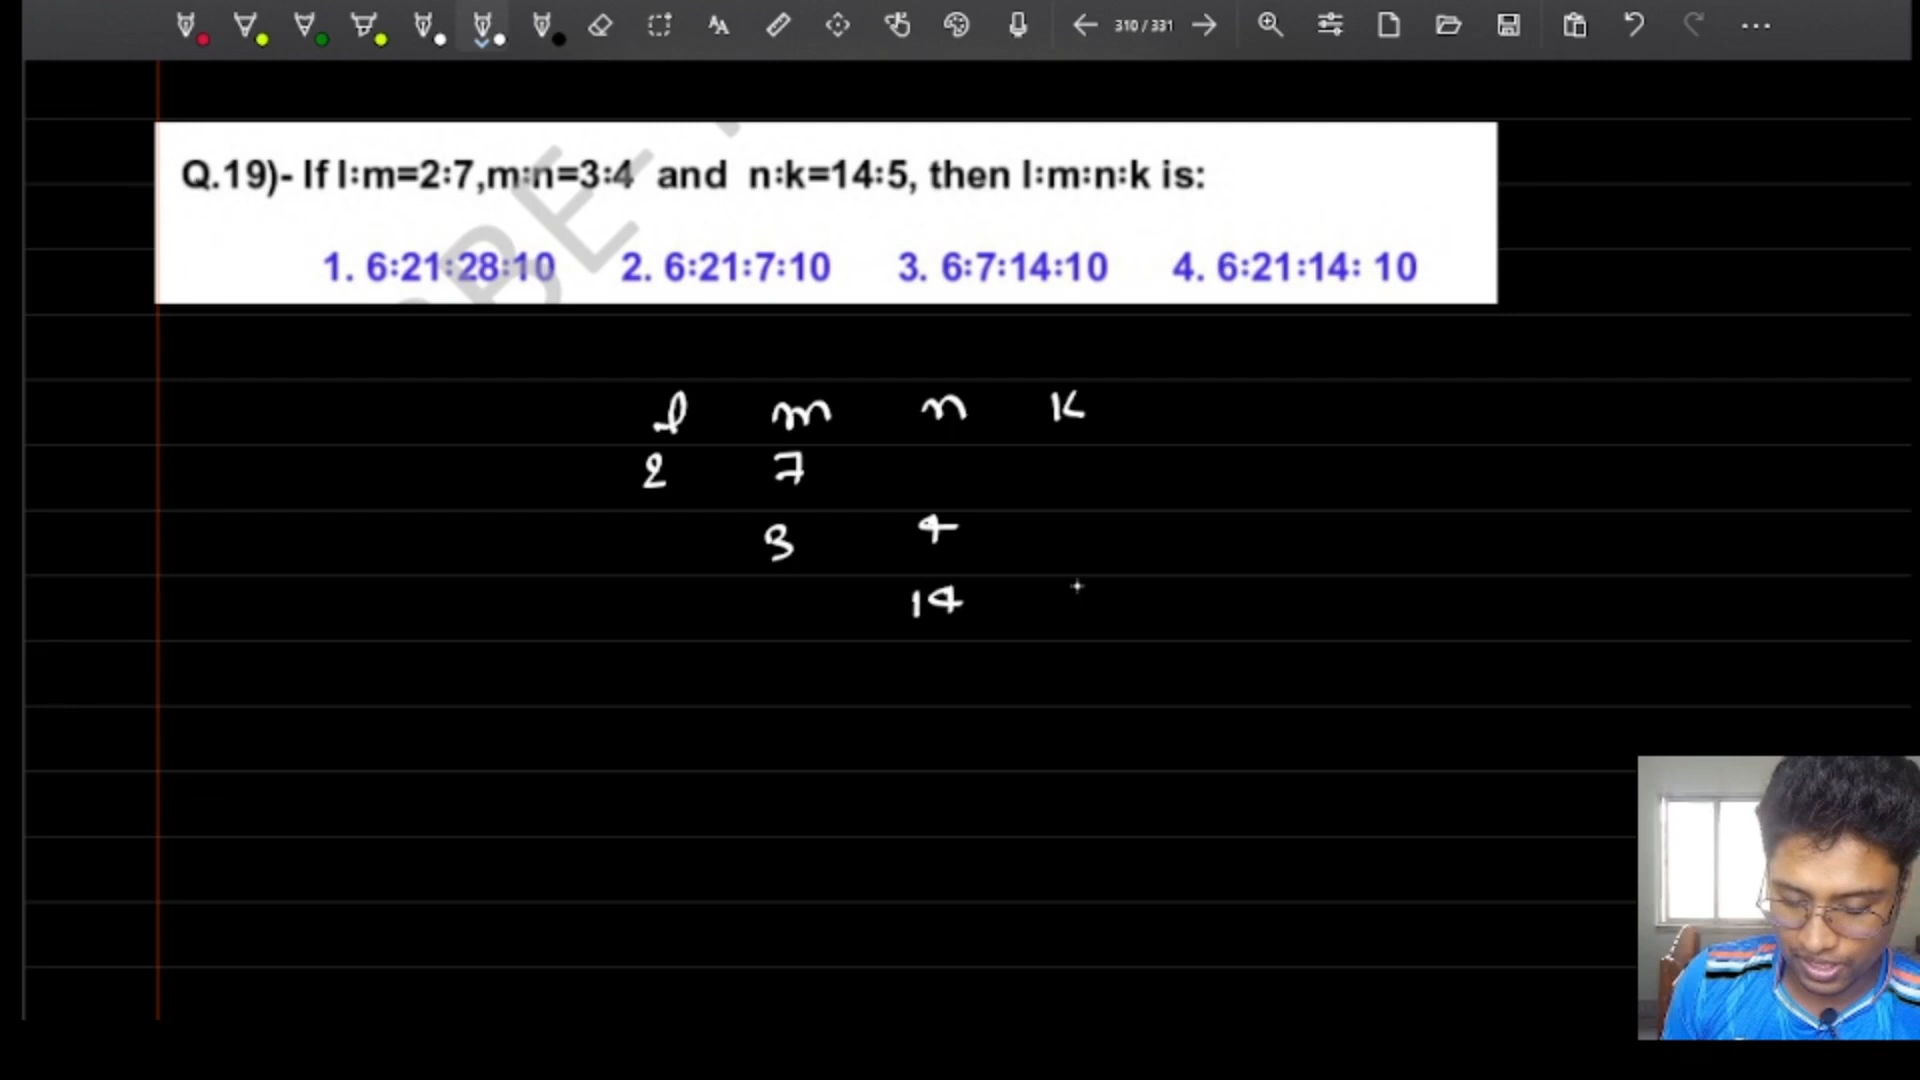 310 / 331
Q.19)- If l:m=2:7,m:n=3:4 and n:k=14:5, then l:m:n:k is:
1. 6:21:28:10 2. 6:21:7:10 3. 6:7:14:10 4. 6:21:14: 10
l m n k
2 7
3 4
14